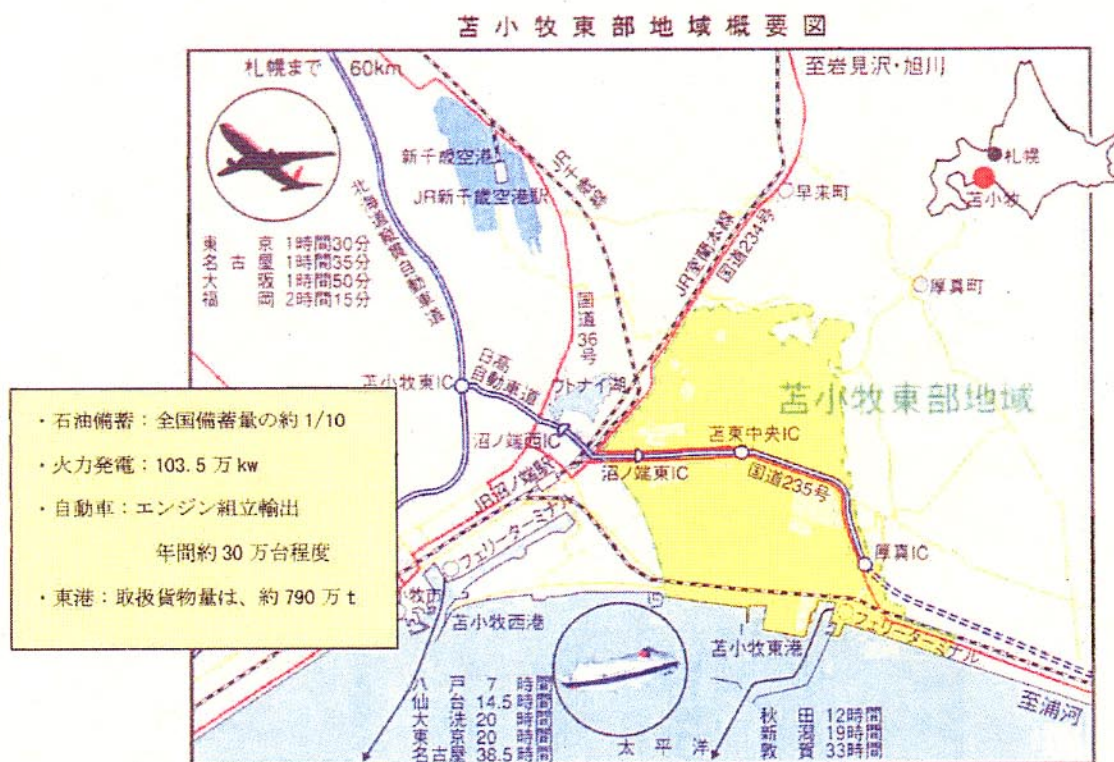 苫小牧東部地域概要図
札幌まで 60km
至岩見沢・旭川
札幌
苫小牧
新千歳空港
JR新千歳空港駅
JR千歳線
早来町
JR室蘭本線
国道234号
厚真町
北海道縦貫自動車道
東京 1時間30分
名古屋 1時間35分
大阪 1時間50分
福岡 2時間15分
国道36号
日高自動車道
苫小牧東IC
ウトナイ湖
苫小牧東部地域
沼ノ端西IC
苫東中央IC
沼ノ端東IC
国道235号
JR沼ノ端駅
厚真IC
・石油備蓄：全国備蓄量の約1/10
・火力発電：103.5万kw
・自動車：エンジン組立輸出
年間約30万台程度
・東港：取扱貨物量は、約790万t
フェリーターミナル
小牧市
苫小牧西港
苫小牧東港
フェリーターミナル
至浦河
八戸 7時間
仙台 14.5時間
大洗 20時間
東京 20時間
名古屋 38.5時間
太平洋
秋田 12時間
新潟 19時間
敦賀 33時間